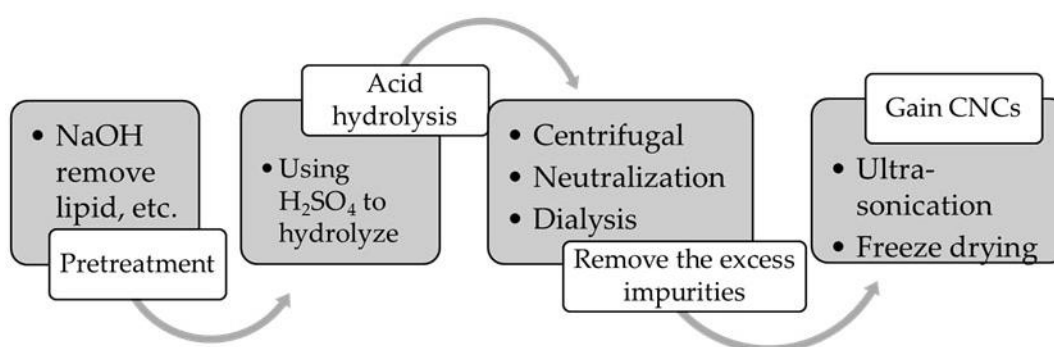 • NaOH
remove
lipid, etc.
Pretreatment
Acid
hydrolysis
• Using
H₂SO₄ to
hydrolyze
• Centrifugal
• Neutralization
• Dialysis
Remove the excess
impurities
Gain CNCs
• Ultra-
sonication
• Freeze drying